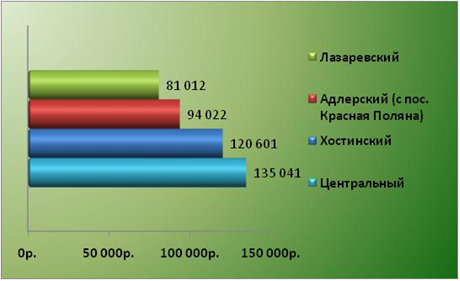 81 012
94 022
120 601
135 041
0р. 50 000р. 100 000р. 150 000р.
Лазаревский
Адлерский (с пос.
Красная Поляна)
Хостинский
Центральный